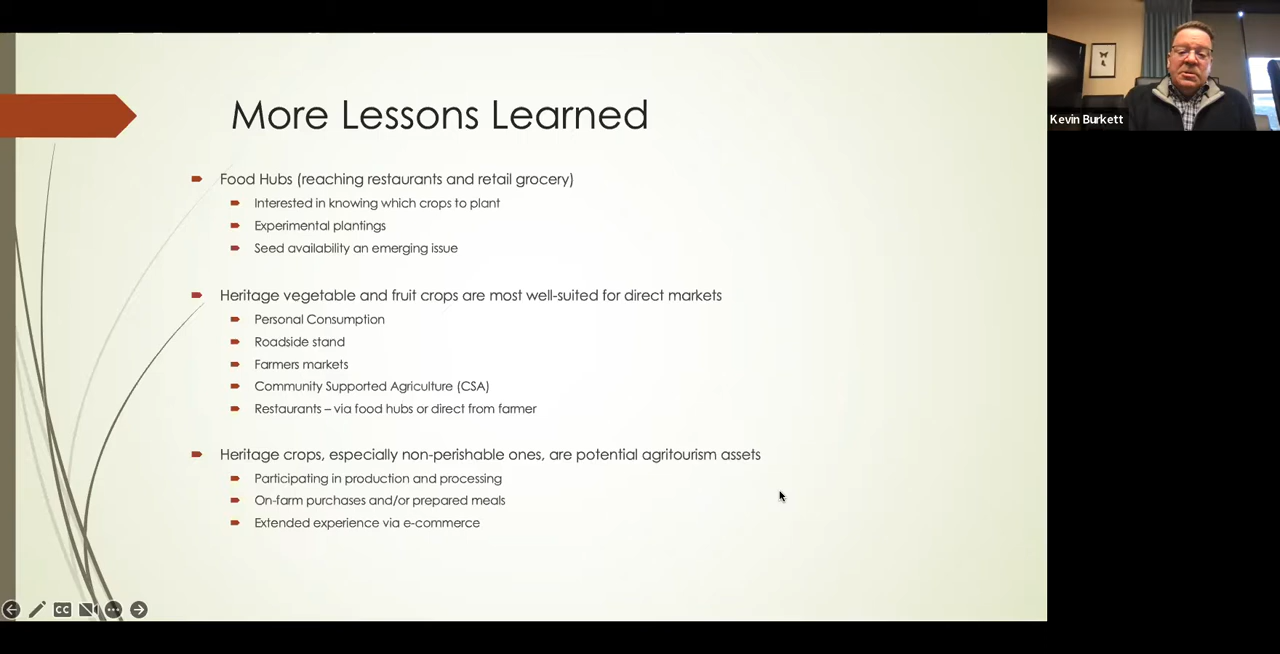 More Lessons Learned
Food Hubs (reaching restaurants and retail grocery)
Interested in knowing which crops to plant
Experimental plantings
Seed availability an emerging issue
Heritage vegetable and fruit crops are most well-suited for direct markets
Personal Consumption
Roadside stand
Farmers markets
Community Supported Agriculture (CSA)
Restaurants – via food hubs or direct from farmer
Heritage crops, especially non-perishable ones, are potential agritourism assets
Participating in production and processing
On-farm purchases and/or prepared meals
Extended experience via e-commerce
CC
Kevin Burkett